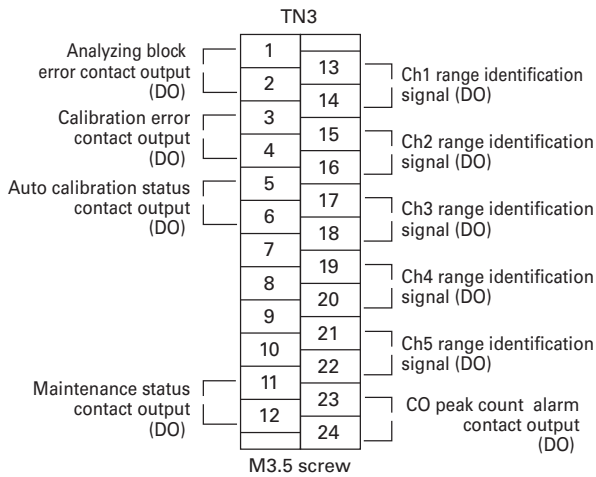 TN3
Analyzing block
error contact output
(DO)
Calibration error
contact output
(DO)
Auto calibration status
contact output
(DO)
Maintenance status
contact output
(DO)
1
2
3
4
5
6
7
8
9
10
11
12
13
14
15
16
17
18
19
20
21
22
23
24
Ch1 range identification
signal (DO)
Ch2 range identification
signal (DO)
Ch3 range identification
signal (DO)
Ch4 range identification
signal (DO)
Ch5 range identification
signal (DO)
CO peak count alarm
contact output
(DO)
M3.5 screw